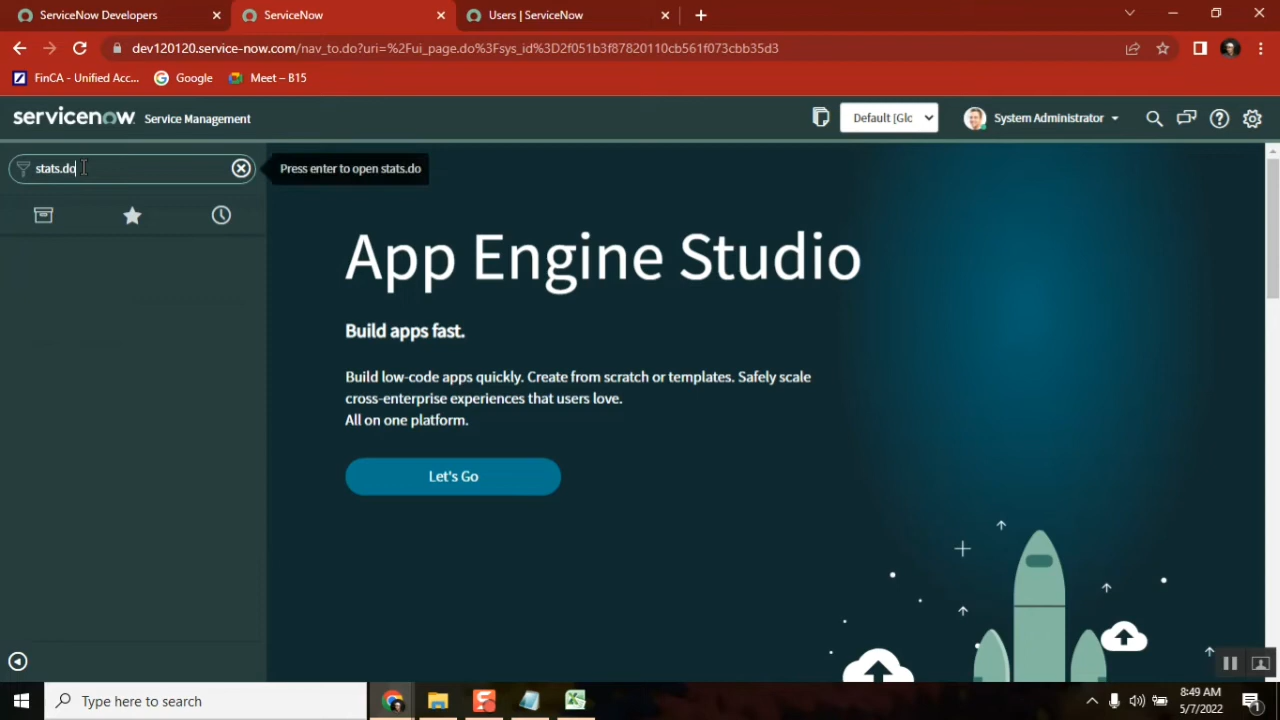 ServiceNow Developers
ServiceNow
Users | ServiceNow
dev120120.service-now.com/nav_to.do?uri=%2Fui_page.do%3Fsys_id%3D2f051b3f87820110cb561f073cbb35d3
FinCA - Unified Acc...
Google
Meet – B15
servicenow Service Management
Default [Glo
System Administrator
stats.do
Press enter to open stats.do
App Engine Studio
Build apps fast.
Build low-code apps quickly. Create from scratch or templates. Safely scale
cross-enterprise experiences that users love.
All on one platform.
Let's Go
Type here to search
8:49 AM
5/7/2022
1